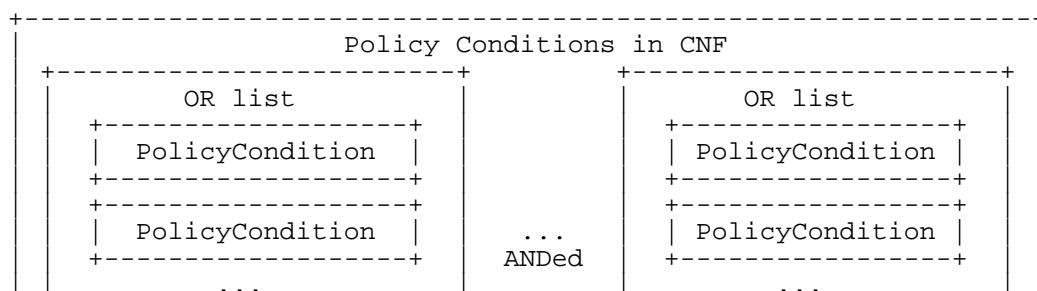 Policy Conditions in CNF
OR list OR list
PolicyCondition PolicyCondition
PolicyCondition ... PolicyCondition
ANDed
... ...